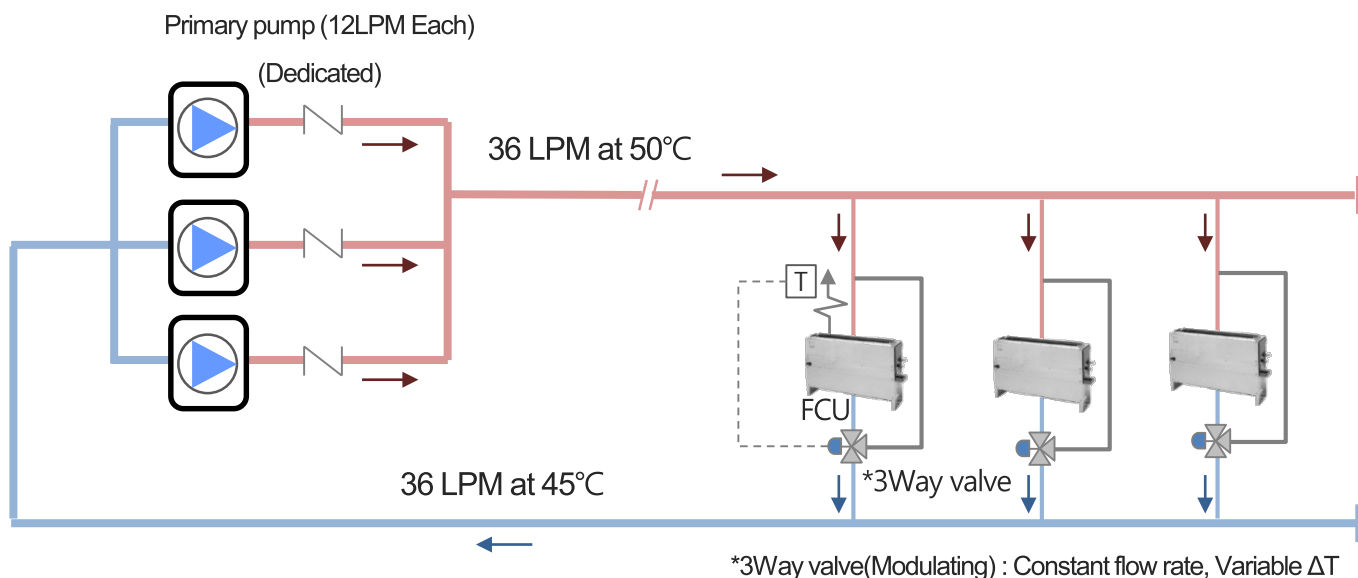 Primary pump (12LPM Each)
(Dedicated)
36 LPM at 50℃
T
FCU
*3Way valve
36 LPM at 45℃
*3Way valve(Modulating) : Constant flow rate, Variable ΔT